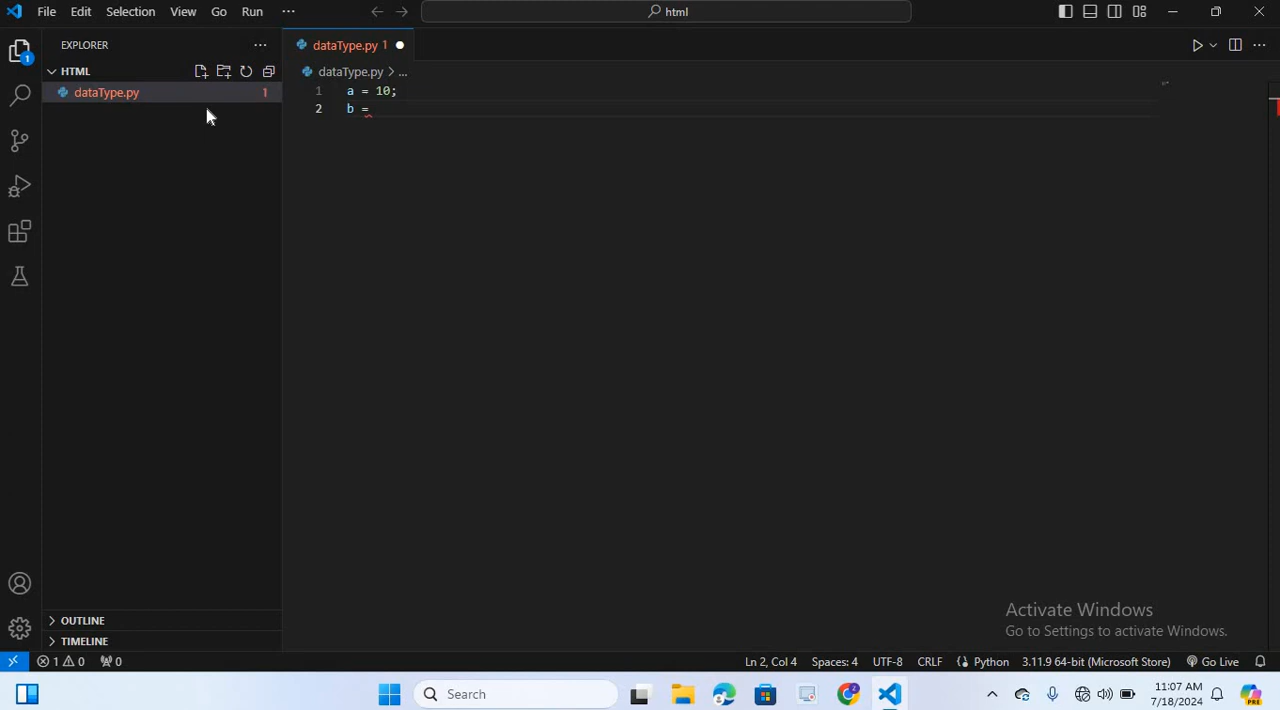 File Edit Selection View Go Run ··· html
EXPLORER ··· dataType.py 1
HTML dataType.py > ...
dataType.py 1
1 a = 10;
2 b =
Activate Windows
Go to Settings to activate Windows.
OUTLINE
TIMELINE
1 0 0 Ln 2, Col 4 Spaces: 4 UTF-8 CRLF Python 3.11.9 64-bit (Microsoft Store) Go Live
Search PRE
11:07 AM
7/18/2024
1